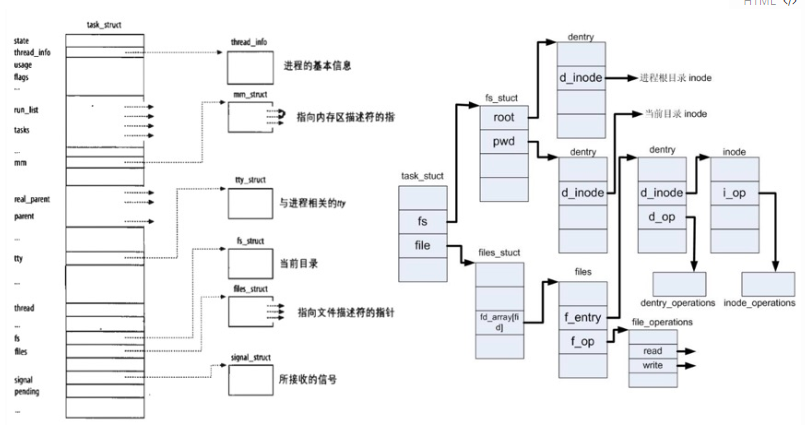 HTML
task_struct
state
thread_info
usage
flags
...
run_list
tasks
...
mm
real_parent
parent
...
tty
...
thread
...
fs
files
signal
pending
...
thread_info
进程的基本信息
mm_struct
指向内存区描述符的指
tty_struct
与进程相关的tty
fs_struct
当前目录
files_struct
指向文件描述符的指针
signal_struct
所接收的信号
task_stuct
fs
file
fs_stuct
root
pwd
dentry
d_inode
进程根目录 inode
当前目录 inode
dentry
d_inode
dentry
d_inode
d_op
inode
i_op
dentry_operations
inode_operations
files_stuct
fd_array[fi
d]
files
f_entry
f_op
file_operations
read
write